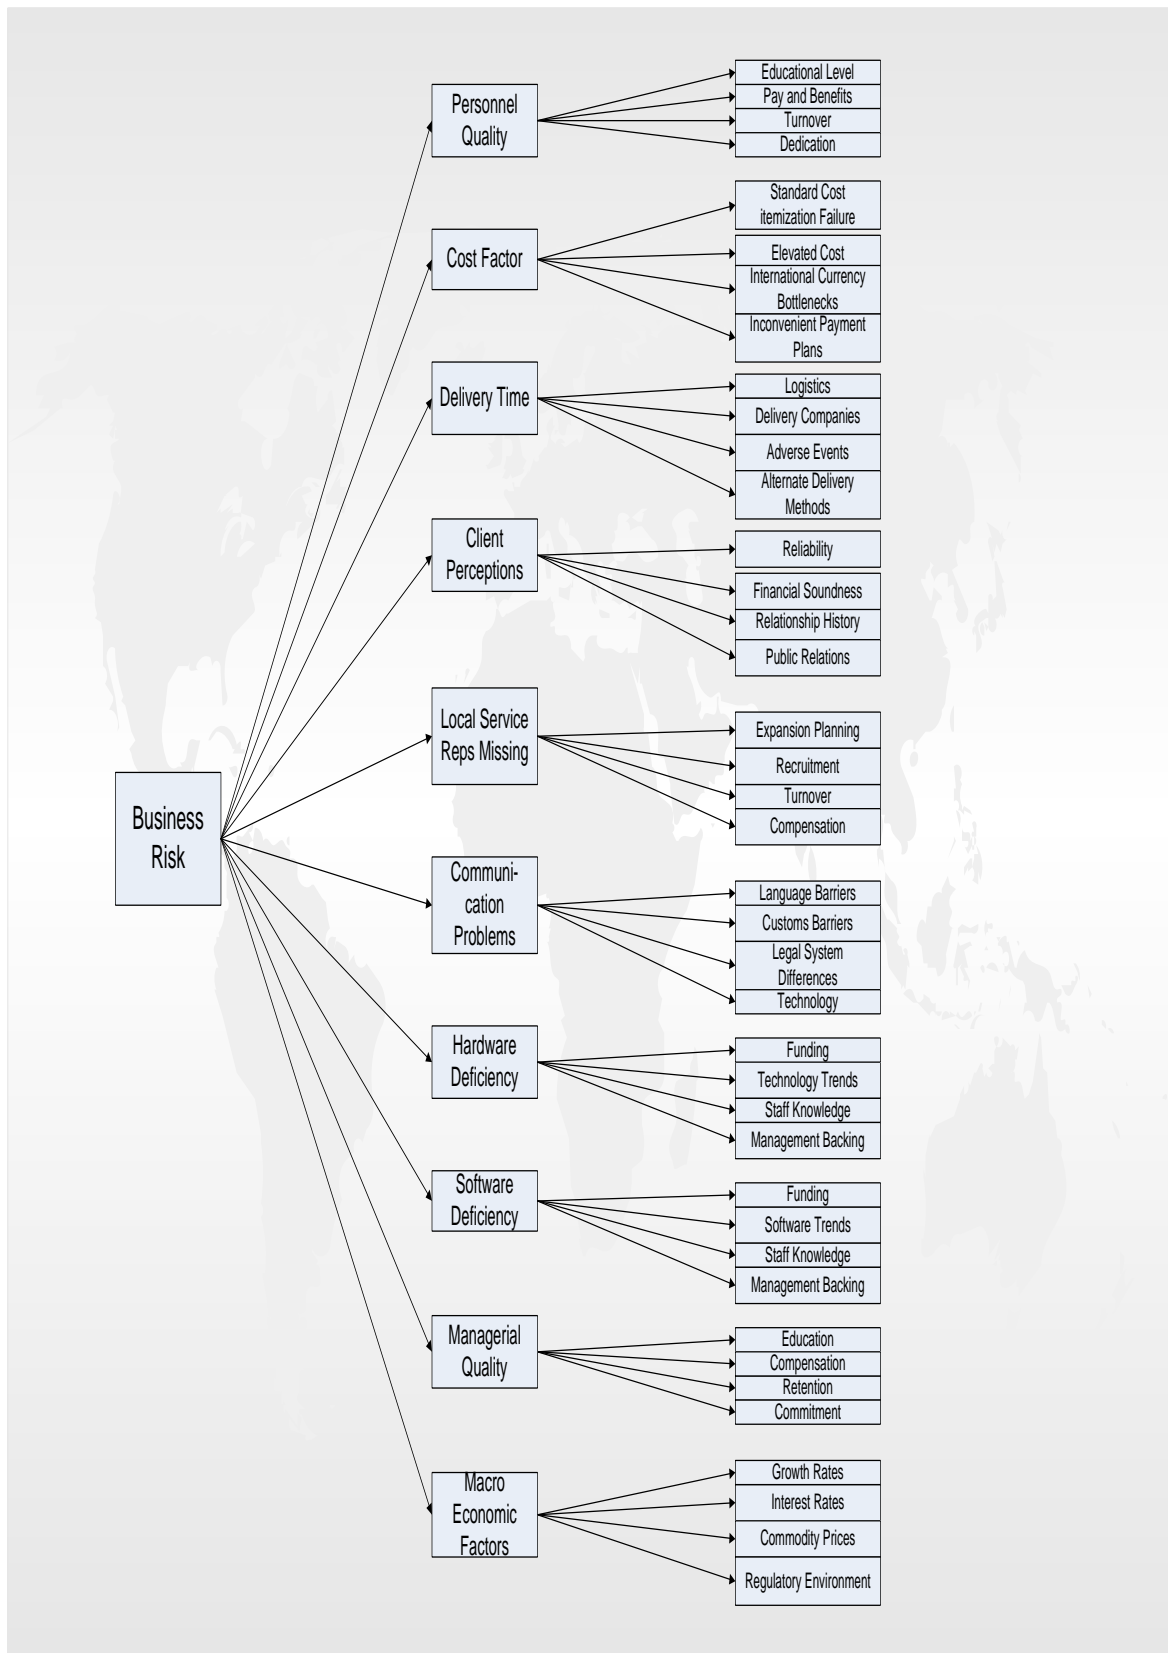 Business
Risk
Personnel
Quality
Educational Level
Pay and Benefits
Turnover
Dedication
Cost Factor
Standard Cost
itemization Failure
Elevated Cost
International Currency
Bottlenecks
Inconvenient Payment
Plans
Delivery Time
Logistics
Delivery Companies
Adverse Events
Alternate Delivery
Methods
Client
Perceptions
Reliability
Financial Soundness
Relationship History
Public Relations
Local Service
Reps Missing
Expansion Planning
Recruitment
Turnover
Compensation
Communi-
cation
Problems
Language Barriers
Customs Barriers
Legal System
Differences
Technology
Hardware
Deficiency
Funding
Technology Trends
Staff Knowledge
Management Backing
Software
Deficiency
Funding
Software Trends
Staff Knowledge
Management Backing
Managerial
Quality
Education
Compensation
Retention
Commitment
Macro
Economic
Factors
Growth Rates
Interest Rates
Commodity Prices
Regulatory Environment